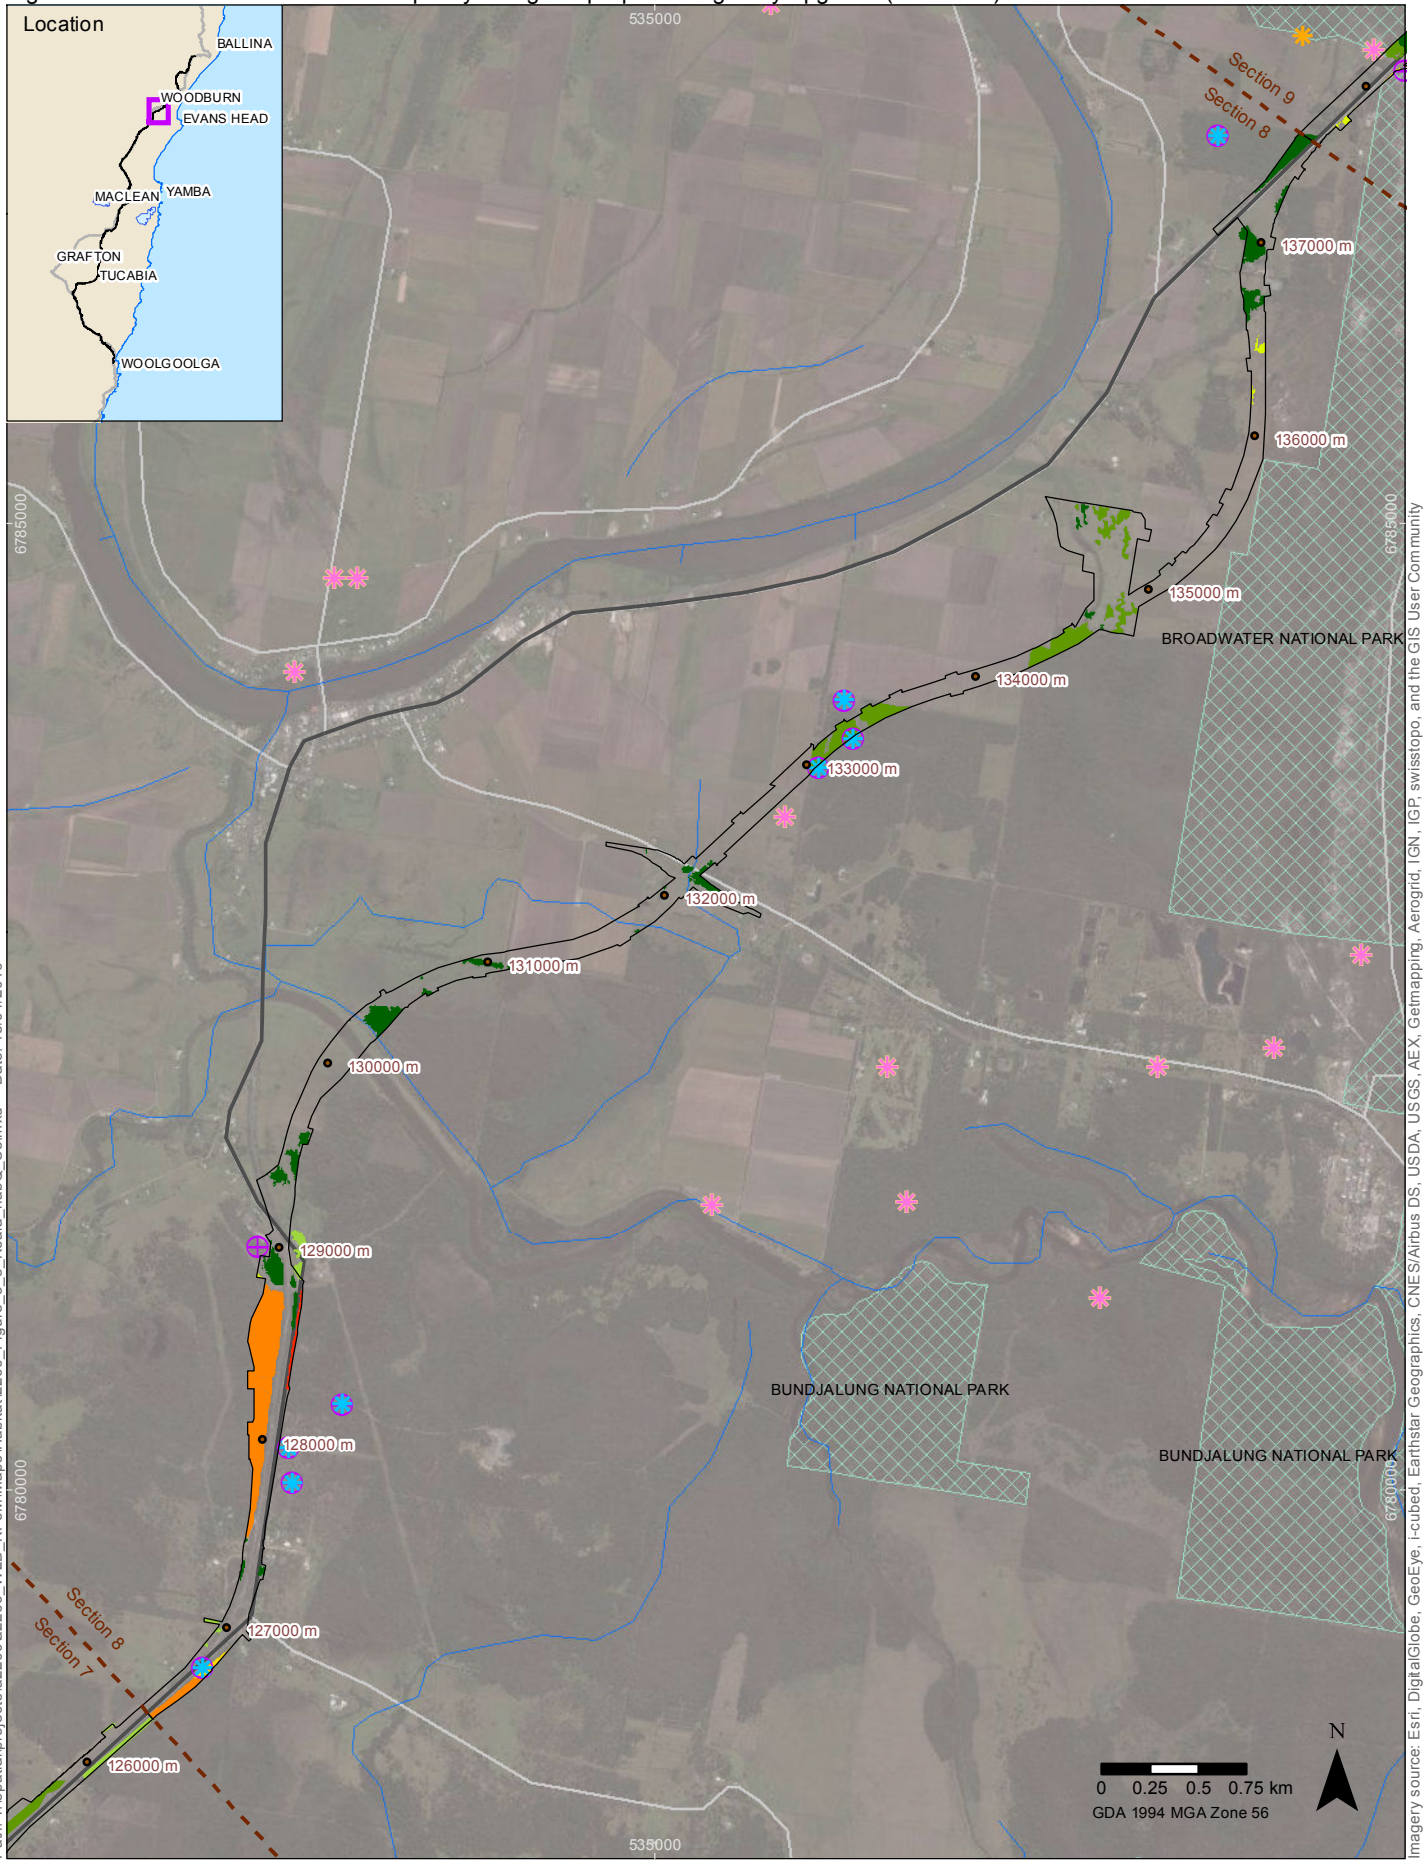 535000
Location
BALLINA
WOODBURN
EVANS HEAD
MACLEAN
YAMBA
GRAFTON
TUCABIA
WOOLGOOLGA
Section 9
Section 8
137000 m
136000 m
6785000
6785000
135000 m
BROADWATER NATIONAL PARK
134000 m
133000 m
132000 m
131000 m
130000 m
129000 m
BUNDJALUNG NATIONAL PARK
128000 m
BUNDJALUNG NATIONAL PARK
6780000
6780000
Section 8
Section 7
127000 m
126000 m
N
0 0.25 0.5 0.75 km
GDA 1994 MGA Zone 56
535000
Imagery source: Esri, DigitalGlobe, GeoEye, i-cubed, Earthstar Geographics, CNES/Airbus DS, USDA, USGS, AEX, Getmapping, Aerogrid, IGN, IGP, swisstopo, and the GIS User Community